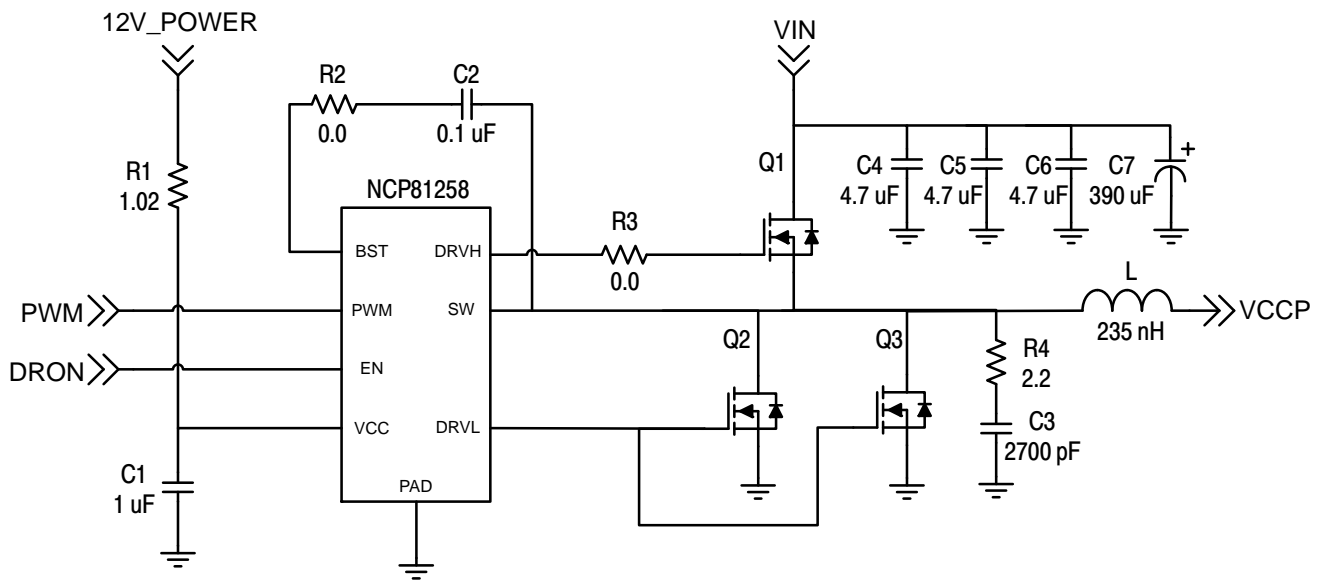 12V_POWER
VIN
R2
C2
0.0
0.1 uF
R1
1.02
NCP81258
Q1
C4
4.7 uF
C5
4.7 uF
C6
4.7 uF
C7
390 uF
+
R3
0.0
BST
DRVH
PWM
PWM
SW
L
235 nH
VCCP
DRON
EN
Q2
Q3
R4
2.2
VCC
DRVL
C3
2700 pF
C1
1 uF
PAD